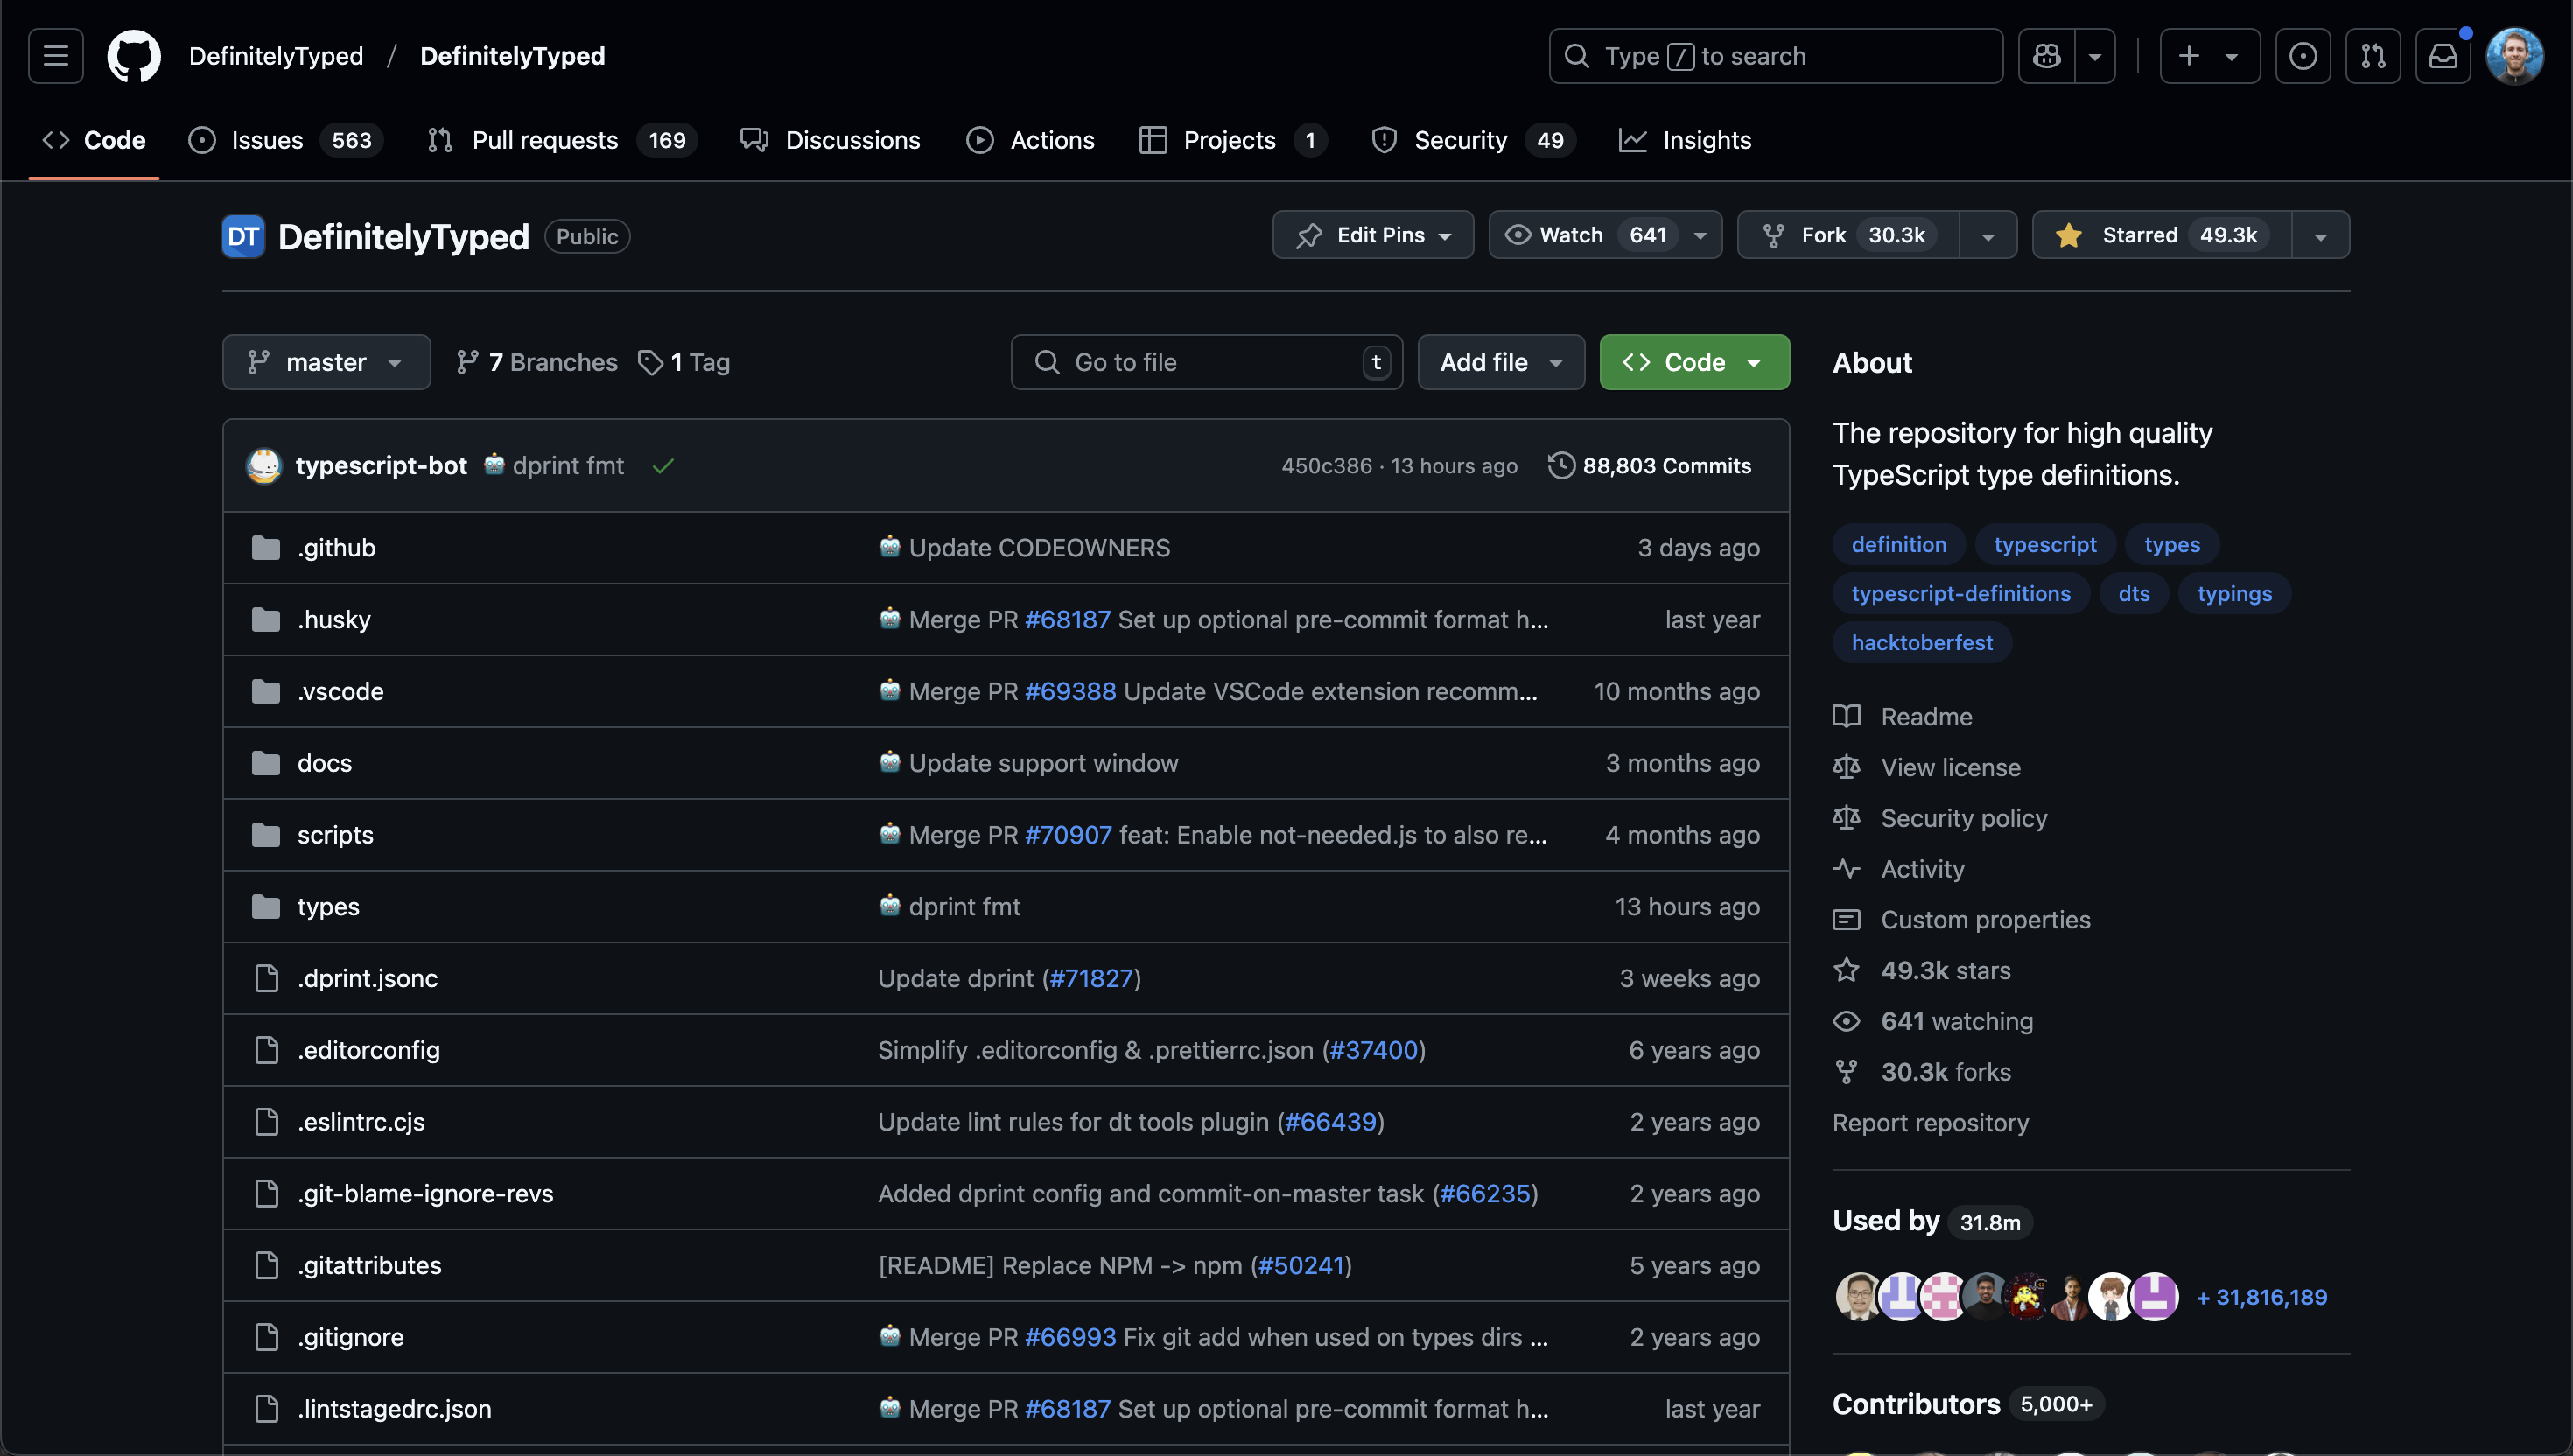 DefinitelyTyped / DefinitelyTyped
Type / to search
Code
Issues 563
Pull requests 169
Discussions
Actions
Projects 1
Security 49
Insights
DT DefinitelyTyped Public
Edit Pins
Watch 641
Fork 30.3k
Starred 49.3k
master
7 Branches
1 Tag
Go to file t
Add file
Code
typescript-bot dprint fmt 450c386 · 13 hours ago 88,803 Commits
.github Update CODEOWNERS 3 days ago
.husky Merge PR #68187 Set up optional pre-commit format h... last year
.vscode Merge PR #69388 Update VSCode extension recomm... 10 months ago
docs Update support window 3 months ago
scripts Merge PR #70907 feat: Enable not-needed.js to also re... 4 months ago
types dprint fmt 13 hours ago
.dprint.jsonc Update dprint (#71827) 3 weeks ago
.editorconfig Simplify .editorconfig & .prettierrc.json (#37400) 6 years ago
.eslintrc.cjs Update lint rules for dt tools plugin (#66439) 2 years ago
.git-blame-ignore-revs Added dprint config and commit-on-master task (#66235) 2 years ago
.gitattributes [README] Replace NPM -> npm (#50241) 5 years ago
.gitignore Merge PR #66993 Fix git add when used on types dirs ... 2 years ago
.lintstagedrc.json Merge PR #68187 Set up optional pre-commit format h... last year
About
The repository for high quality
TypeScript type definitions.
definition typescript types
typescript-definitions dts typings
hacktoberfest
Readme
View license
Security policy
Activity
Custom properties
49.3k stars
641 watching
30.3k forks
Report repository
Used by 31.8m
+ 31,816,189
Contributors 5,000+